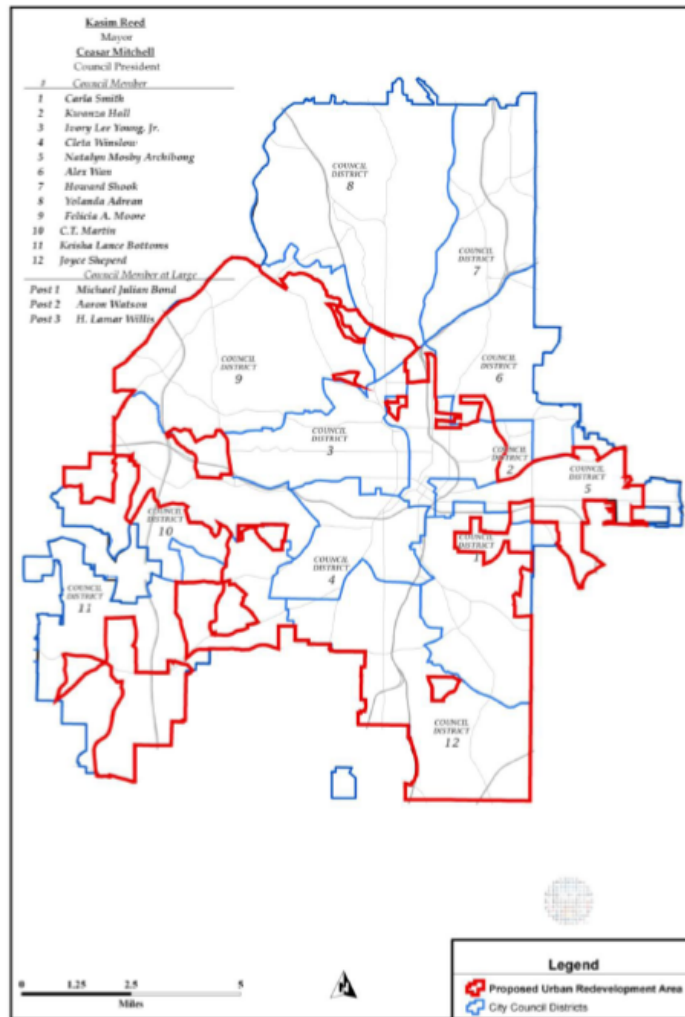 Kasim Reed
Mayor
Ceasar Mitchell
Council President
# Council Member
1 Carla Smith
2 Kwanza Hall
3 Ivory Lee Young, Jr.
4 Cleta Winslow
5 Natalyn Mosby Archibong
6 Alex Wan
7 Howard Shook
8 Yolanda Adrean
9 Felicia A. Moore
10 C.T. Martin
11 Keisha Lance Bottoms
12 Joyce Sheperd
Council Member at Large
Post 1 Michael Julian Bond
Post 2 Aaron Watson
Post 3 H. Lamar Willis
COUNCIL
DISTRICT
8
COUNCIL
DISTRICT
7
COUNCIL
DISTRICT
9
COUNCIL
DISTRICT
6
COUNCIL
DISTRICT
3
COUNCIL
DISTRICT
2
COUNCIL
DISTRICT
5
COUNCIL
DISTRICT
10
COUNCIL
DISTRICT
1
COUNCIL
DISTRICT
4
COUNCIL
DISTRICT
11
COUNCIL
DISTRICT
12
0 1.25 2.5 5
Miles
Legend
Proposed Urban Redevelopment Area
City Council Districts